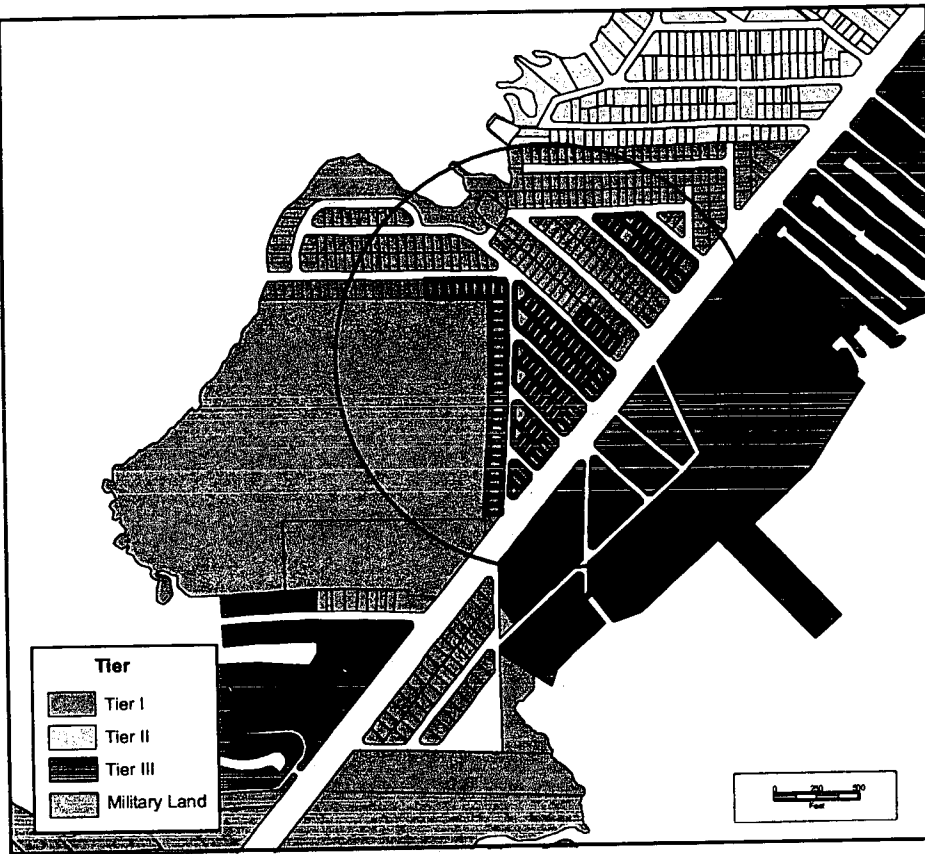 Tier
Tier I
Tier II
Tier III
Military Land
0 250 500
Feet